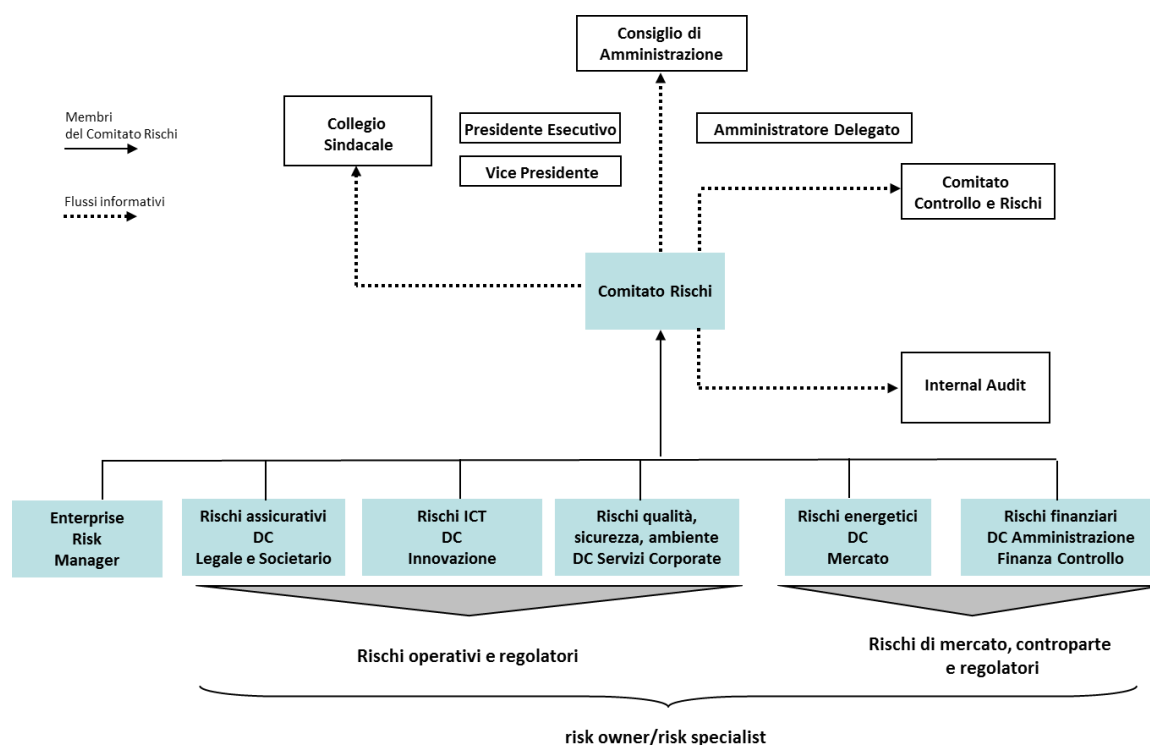 Consiglio di
Amministrazione
Membri
del Comitato Rischi
Collegio
Sindacale
Presidente Esecutivo
Amministratore Delegato
Vice Presidente
Comitato
Controllo e Rischi
Flussi informativi
Comitato Rischi
Internal Audit
Enterprise
Risk
Manager
Rischi assicurativi
DC
Legale e Societario
Rischi ICT
DC
Innovazione
Rischi qualità,
sicurezza, ambiente
DC Servizi Corporate
Rischi energetici
DC
Mercato
Rischi finanziari
DC Amministrazione
Finanza Controllo
Rischi operativi e regolatori
Rischi di mercato, controparte
e regolatori
risk owner/risk specialist